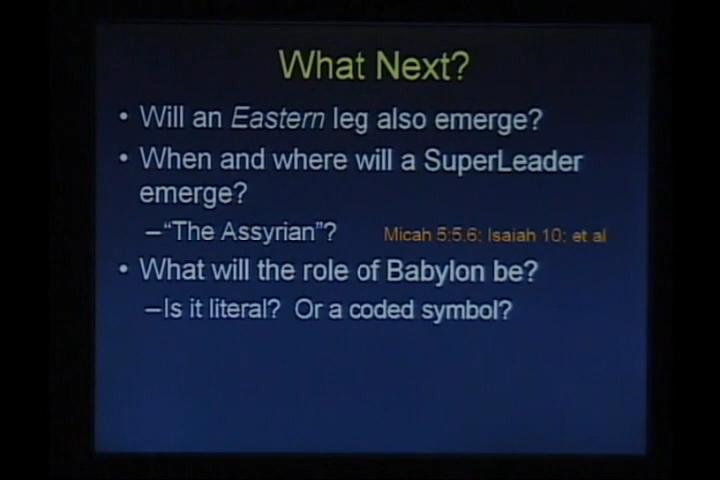 What Next?
• Will an Eastern leg also emerge?
• When and where will a SuperLeader
emerge?
–“The Assyrian”? Micah 5:5.6; Isaiah 10; et al
• What will the role of Babylon be?
–Is it literal? Or a coded symbol?